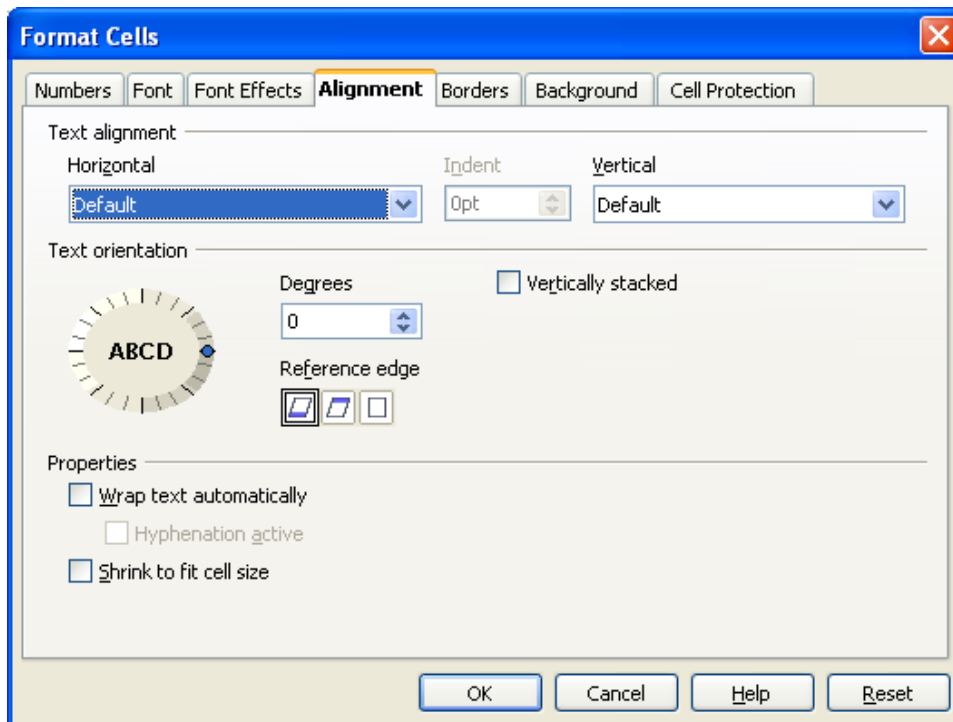 Format Cells
Numbers Font Font Effects Alignment Borders Background Cell Protection
Text alignment
Horizontal Indent Vertical
Default 0pt Default
Text orientation
Degrees Vertically stacked
0
ABCD
Reference edge
Properties
Wrap text automatically
Hyphenation active
Shrink to fit cell size
OK Cancel Help Reset